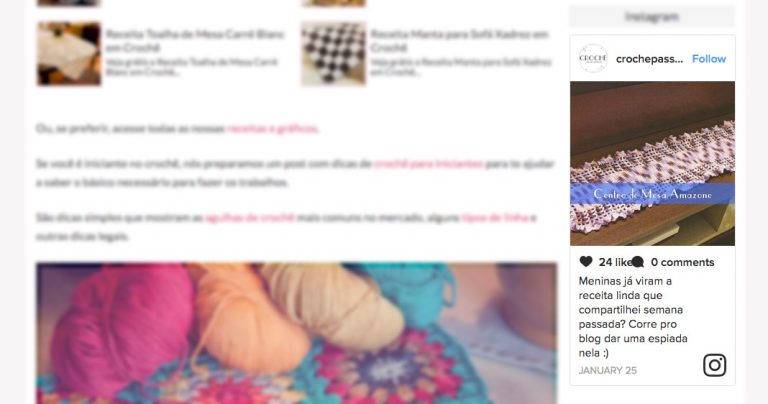 Receita Toalha de Mesa Carrê Blanc
em Crochê
Veja grátis a Receita Toalha de Mesa Carrê
Blanc em Crochê...
Receita Manta para Sofá Xadrez em
Crochê
Veja grátis a Receita Manta para Sofá Xadrez
em Crochê...
Ou, se preferir, acesse todas as nossas receitas e gráficos.
Se você é iniciante no crochê, nós preparamos um post com dicas de crochê para iniciantes para te ajudar
a saber o básico necessário para fazer os trabalhos.
São dicas simples que mostram as agulhas de crochê mais comuns no mercado, alguns tipos de linha e
outras dicas legais.
Instagram
CROCHÊ
crochepass... Follow
Centro de Mesa Amazone
24 like 0 comments
Meninas já viram a
receita linda que
compartilhei semana
passada? Corre pro
blog dar uma espiada
nela :)
JANUARY 25